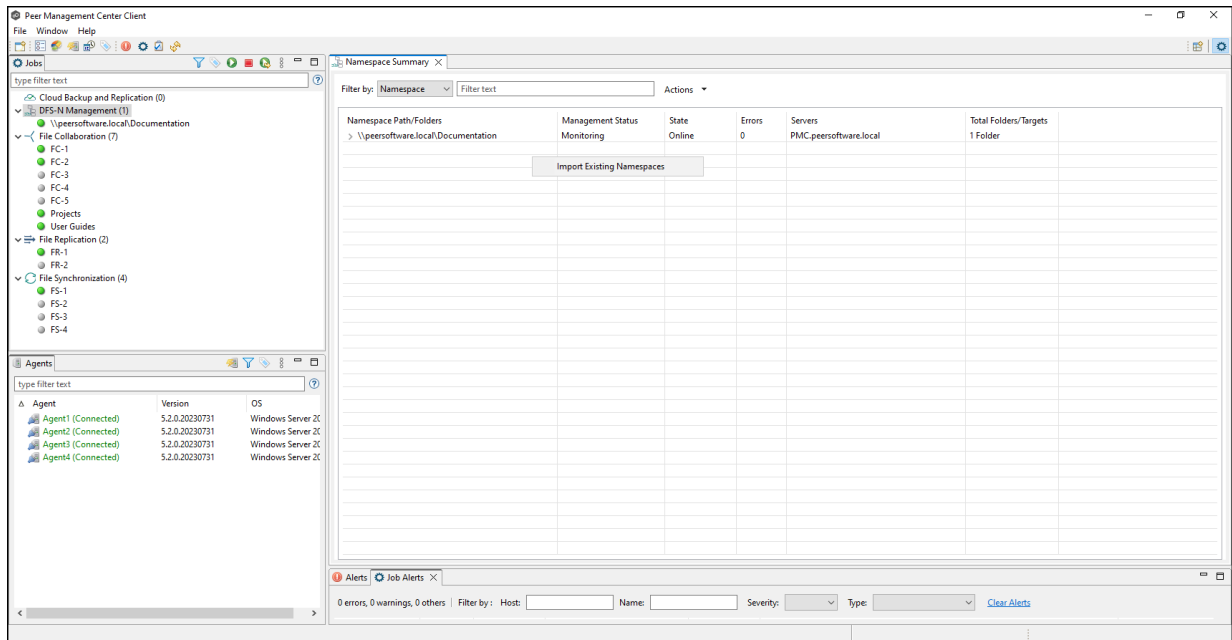 Peer Management Center Client
File Window Help
Jobs
type filter text
Cloud Backup and Replication (0)
DFS-N Management (1)
\\peersoftware.local\Documentation
File Collaboration (7)
FC-1
FC-2
FC-3
FC-4
FC-5
Projects
User Guides
File Replication (2)
FR-1
FR-2
File Synchronization (4)
FS-1
FS-2
FS-3
FS-4
Agents
type filter text
Agent Version OS
Agent1 (Connected) 5.2.0.20230731 Windows Server 20
Agent2 (Connected) 5.2.0.20230731 Windows Server 20
Agent3 (Connected) 5.2.0.20230731 Windows Server 20
Agent4 (Connected) 5.2.0.20230731 Windows Server 20
Namespace Summary
Filter by: Namespace Filter text Actions
Namespace Path/Folders Management Status State Errors Servers Total Folders/Targets
\\peersoftware.local\Documentation Monitoring Online 0 PMC.peersoftware.local 1 Folder
Import Existing Namespaces
Alerts Job Alerts
0 errors, 0 warnings, 0 others Filter by : Host: Name: Severity: Type: Clear Alerts